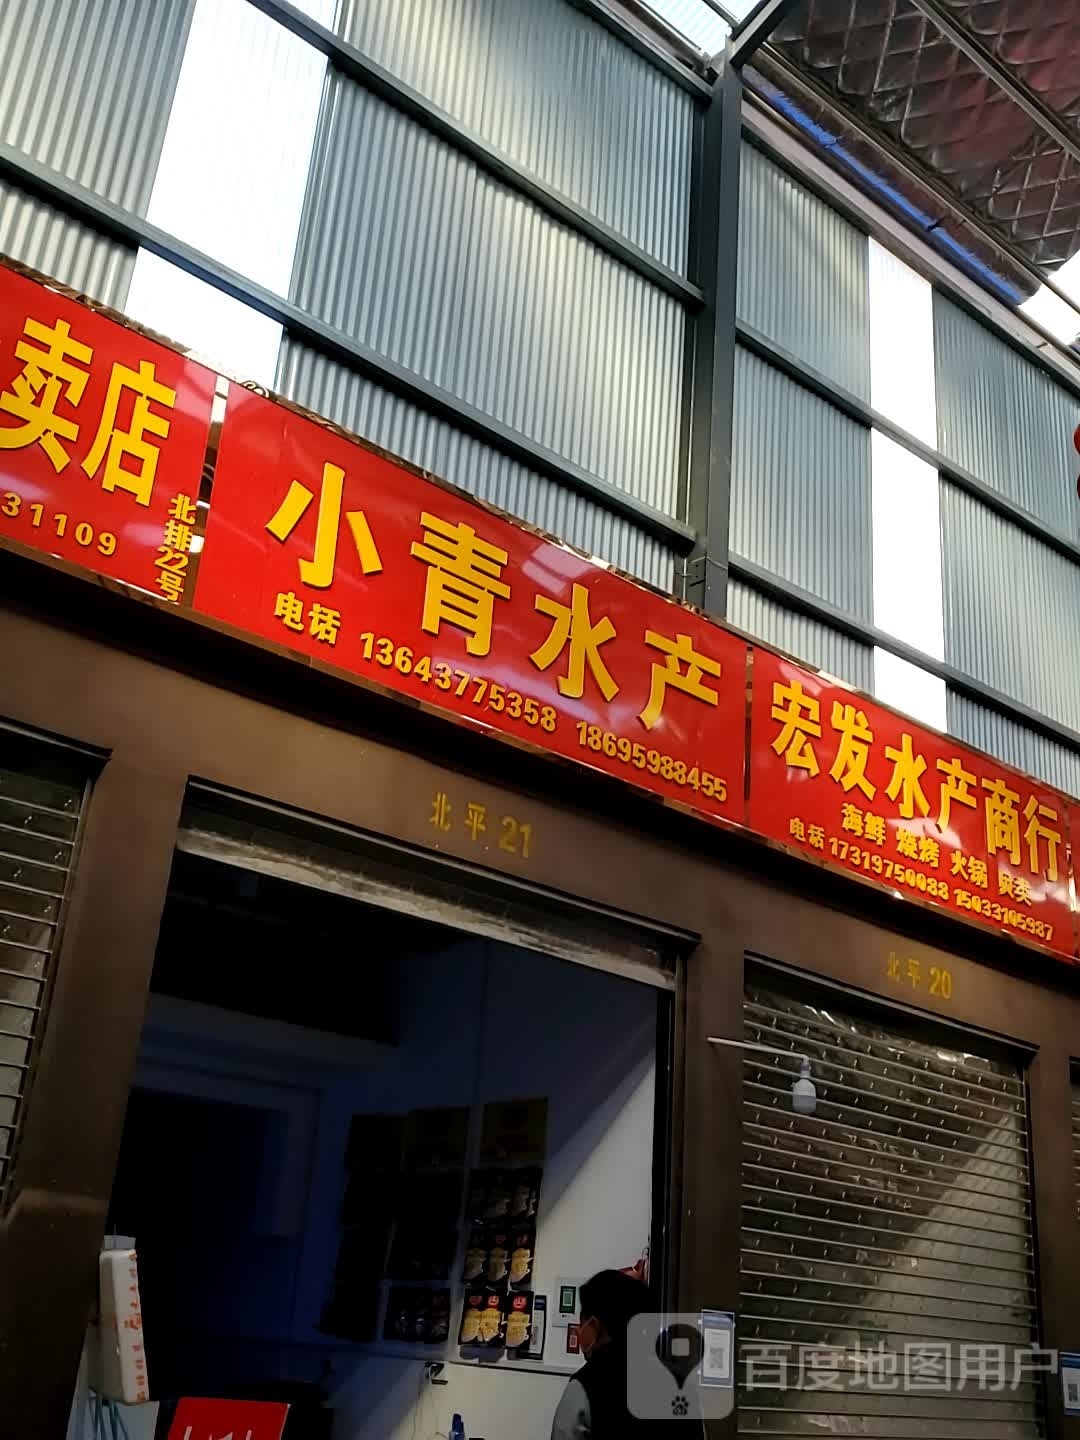 卖店
31109
北排22号
小青水产
电话 13643775358 18695988455
宏发水产商行
海鲜 烧烤 火锅 贝类
电话 17319750088 15033105987
北平 21
北平 20
百度地图用户